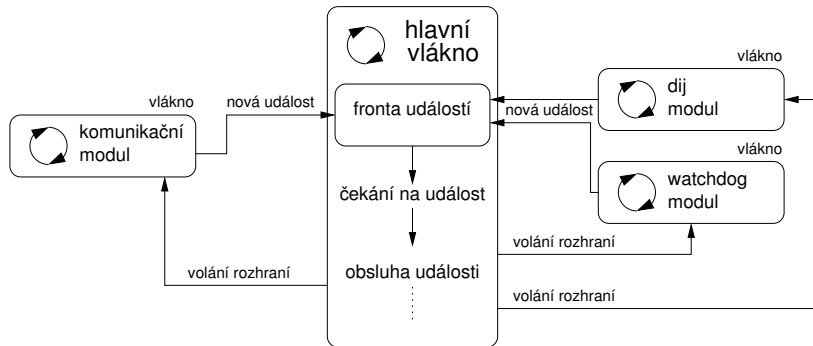 hlavní
vlákno
vlákno
dij
modul
vlákno
nová událost
fronta událostí
nová událost
komunikační
modul
vlákno
watchdog
modul
čekání na událost
volání rozhraní
volání rozhraní
obsluha události
volání rozhraní